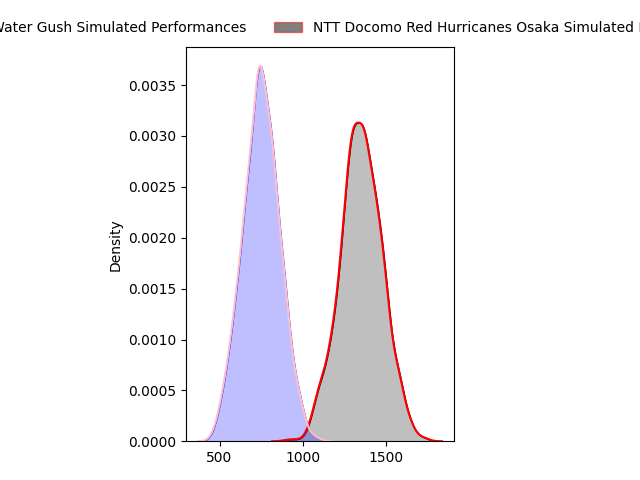 Water Gush Simulated Performances
NTT Docomo Red Hurricanes Osaka Simulated
0.0035
0.0030
0.0025
0.0020
0.0015
0.0010
0.0005
0.0000
Density
500 1000 1500